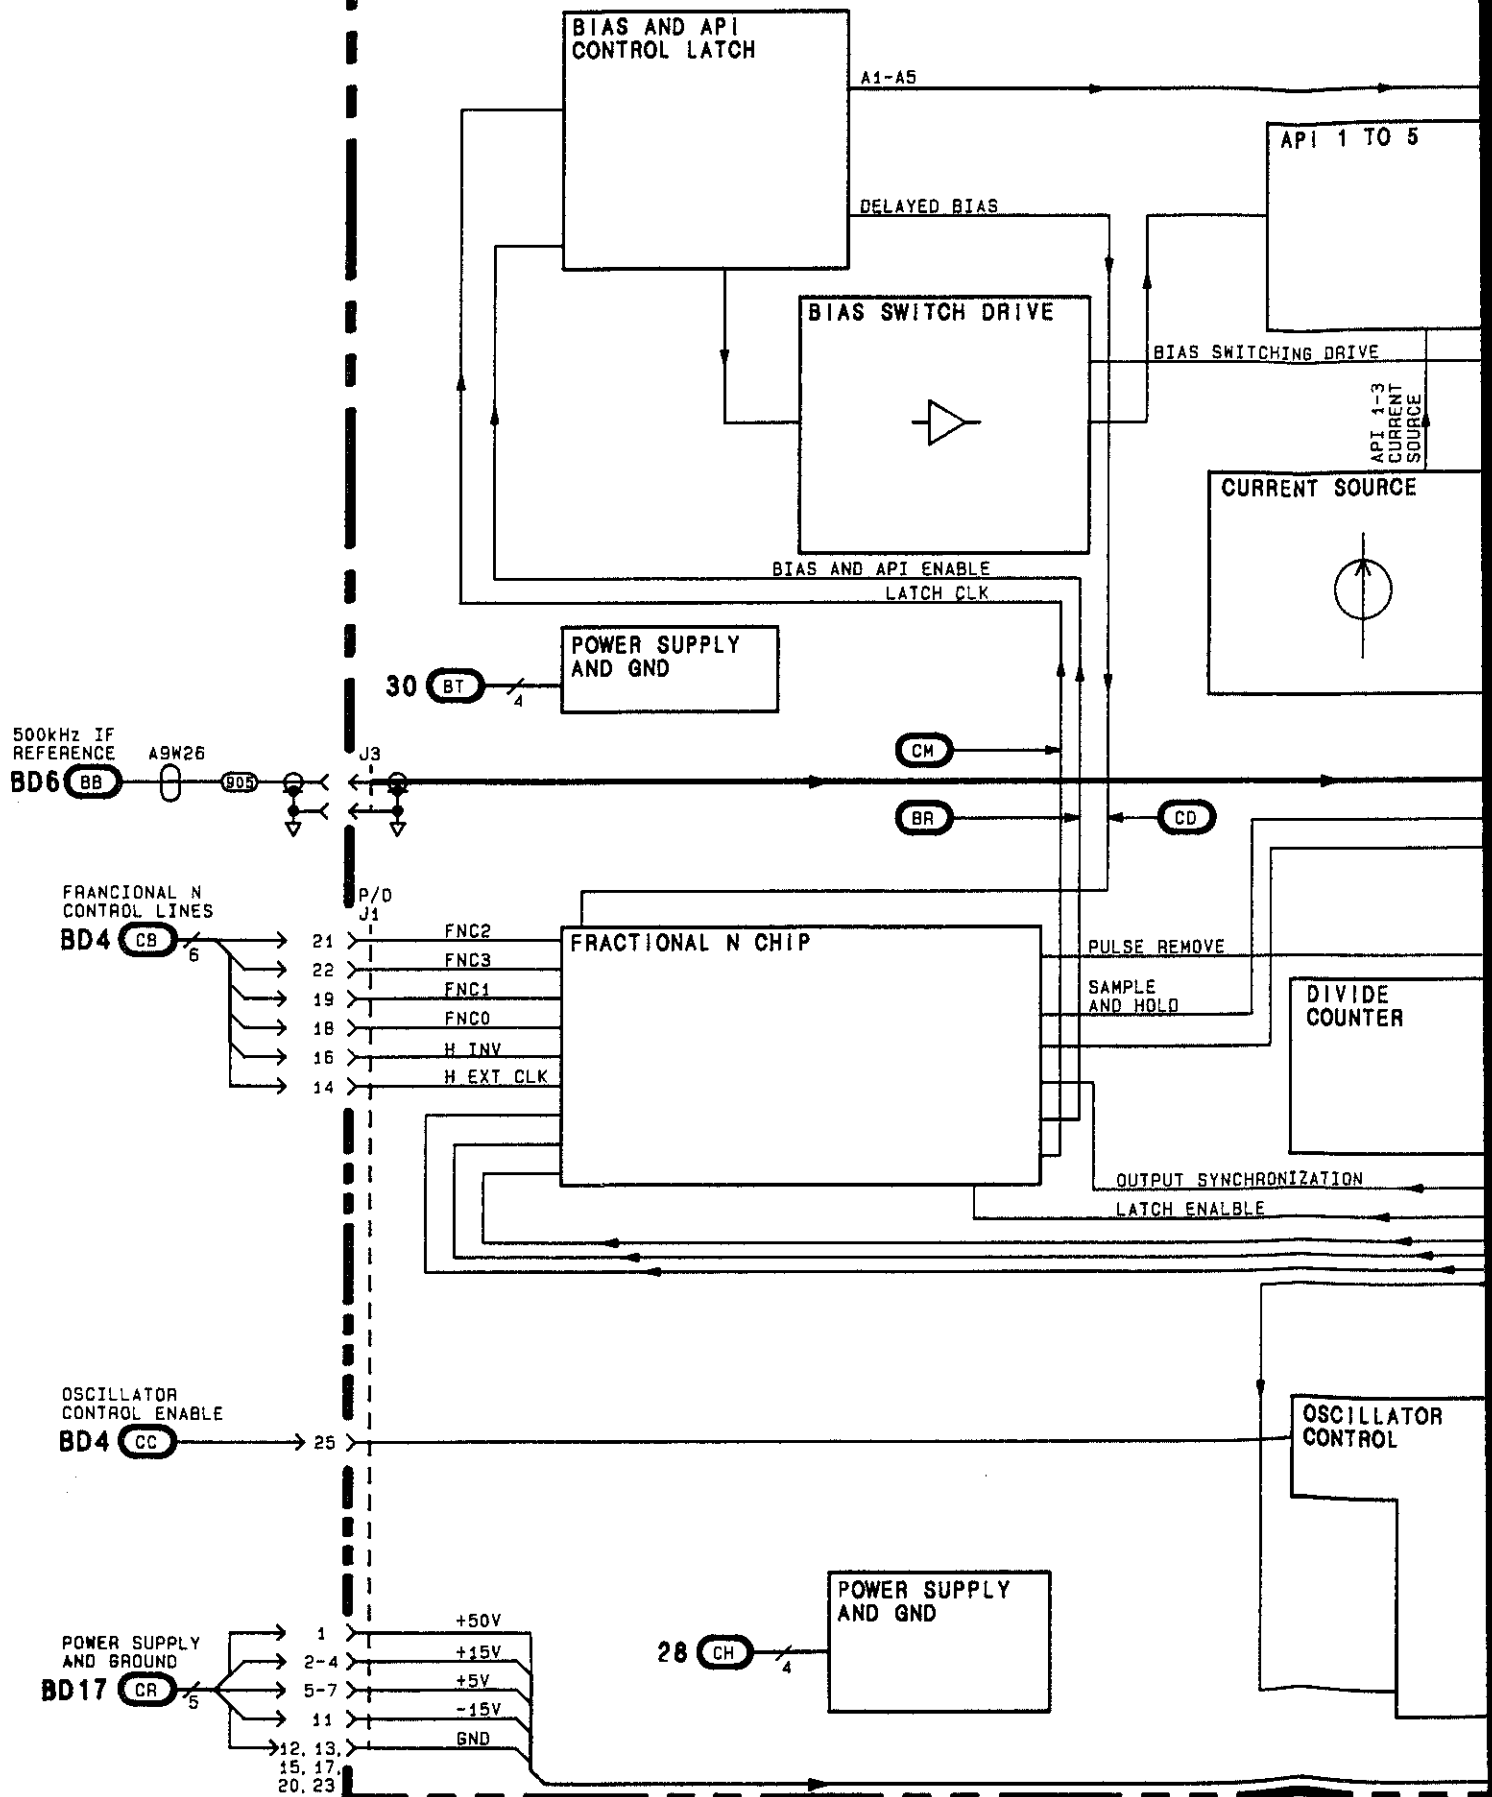 BIAS AND API
CONTROL LATCH
A1-A5
API 1 TO 5
DELAYED BIAS
BIAS SWITCH DRIVE
BIAS SWITCHING DRIVE
API 1-3
CURRENT
SOURCE
CURRENT SOURCE
BIAS AND API ENABLE
LATCH CLK
POWER SUPPLY
AND GND
30 BT
4
500kHz IF
REFERENCE
A9W26
J3
BD6 BB
905
CM
BR
CD
FRANCIONAL N
CONTROL LINES
P/O
J1
BD4 CB
6
21
FNC2
22
FNC3
19
FNC1
18
FNC0
16
H INV
14
H EXT CLK
FRACTIONAL N CHIP
PULSE REMOVE
SAMPLE
AND HOLD
DIVIDE
COUNTER
OUTPUT SYNCHRONIZATION
LATCH ENALBLE
OSCILLATOR
CONTROL ENABLE
BD4 CC
25
OSCILLATOR
CONTROL
POWER SUPPLY
AND GND
28 CH
4
POWER SUPPLY
AND GROUND
BD17 CR
5
1
+50V
2-4
+15V
5-7
+5V
11
-15V
12, 13,
GND
15, 17,
20, 23